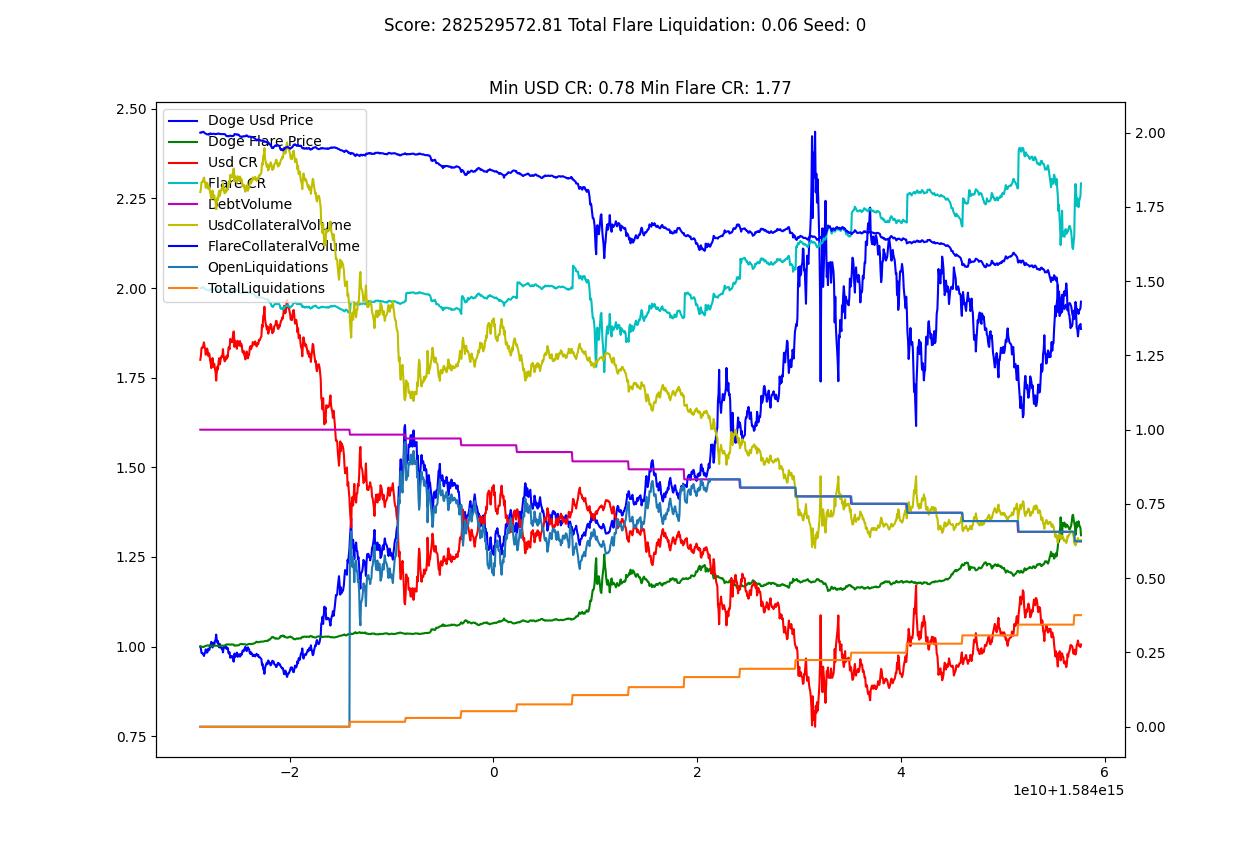 Score: 282529572.81 Total Flare Liquidation: 0.06 Seed: 0
Min USD CR: 0.78 Min Flare CR: 1.77
2.50
2.25
2.00
1.75
1.50
1.25
1.00
0.75
Doge Usd Price
Doge Flare Price
Usd CR
Flare CR
DebtVolume
UsdCollateralVolume
FlareCollateralVolume
OpenLiquidations
TotalLiquidations
2.00
1.75
1.50
1.25
1.00
0.75
0.50
0.25
0.00
−2 0 2 4 6
1e10+1.584e15